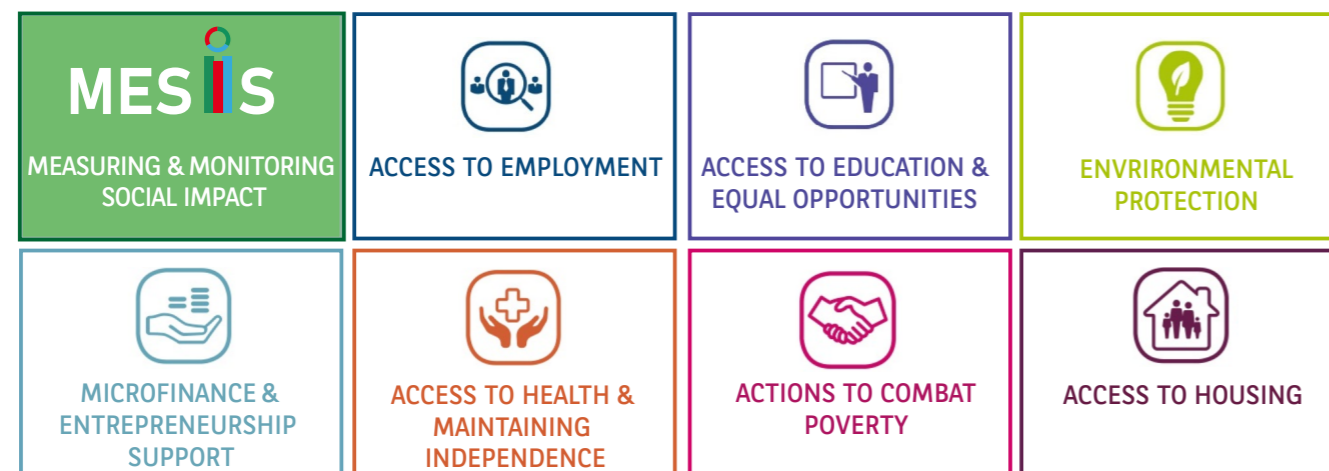 MESIS
MEASURING & MONITORING
SOCIAL IMPACT
ACCESS TO EMPLOYMENT
ACCESS TO EDUCATION &
EQUAL OPPORTUNITIES
ENVRIRONMENTAL
PROTECTION
MICROFINANCE &
ENTREPRENEURSHIP
SUPPORT
ACCESS TO HEALTH &
MAINTAINING
INDEPENDENCE
ACTIONS TO COMBAT
POVERTY
ACCESS TO HOUSING